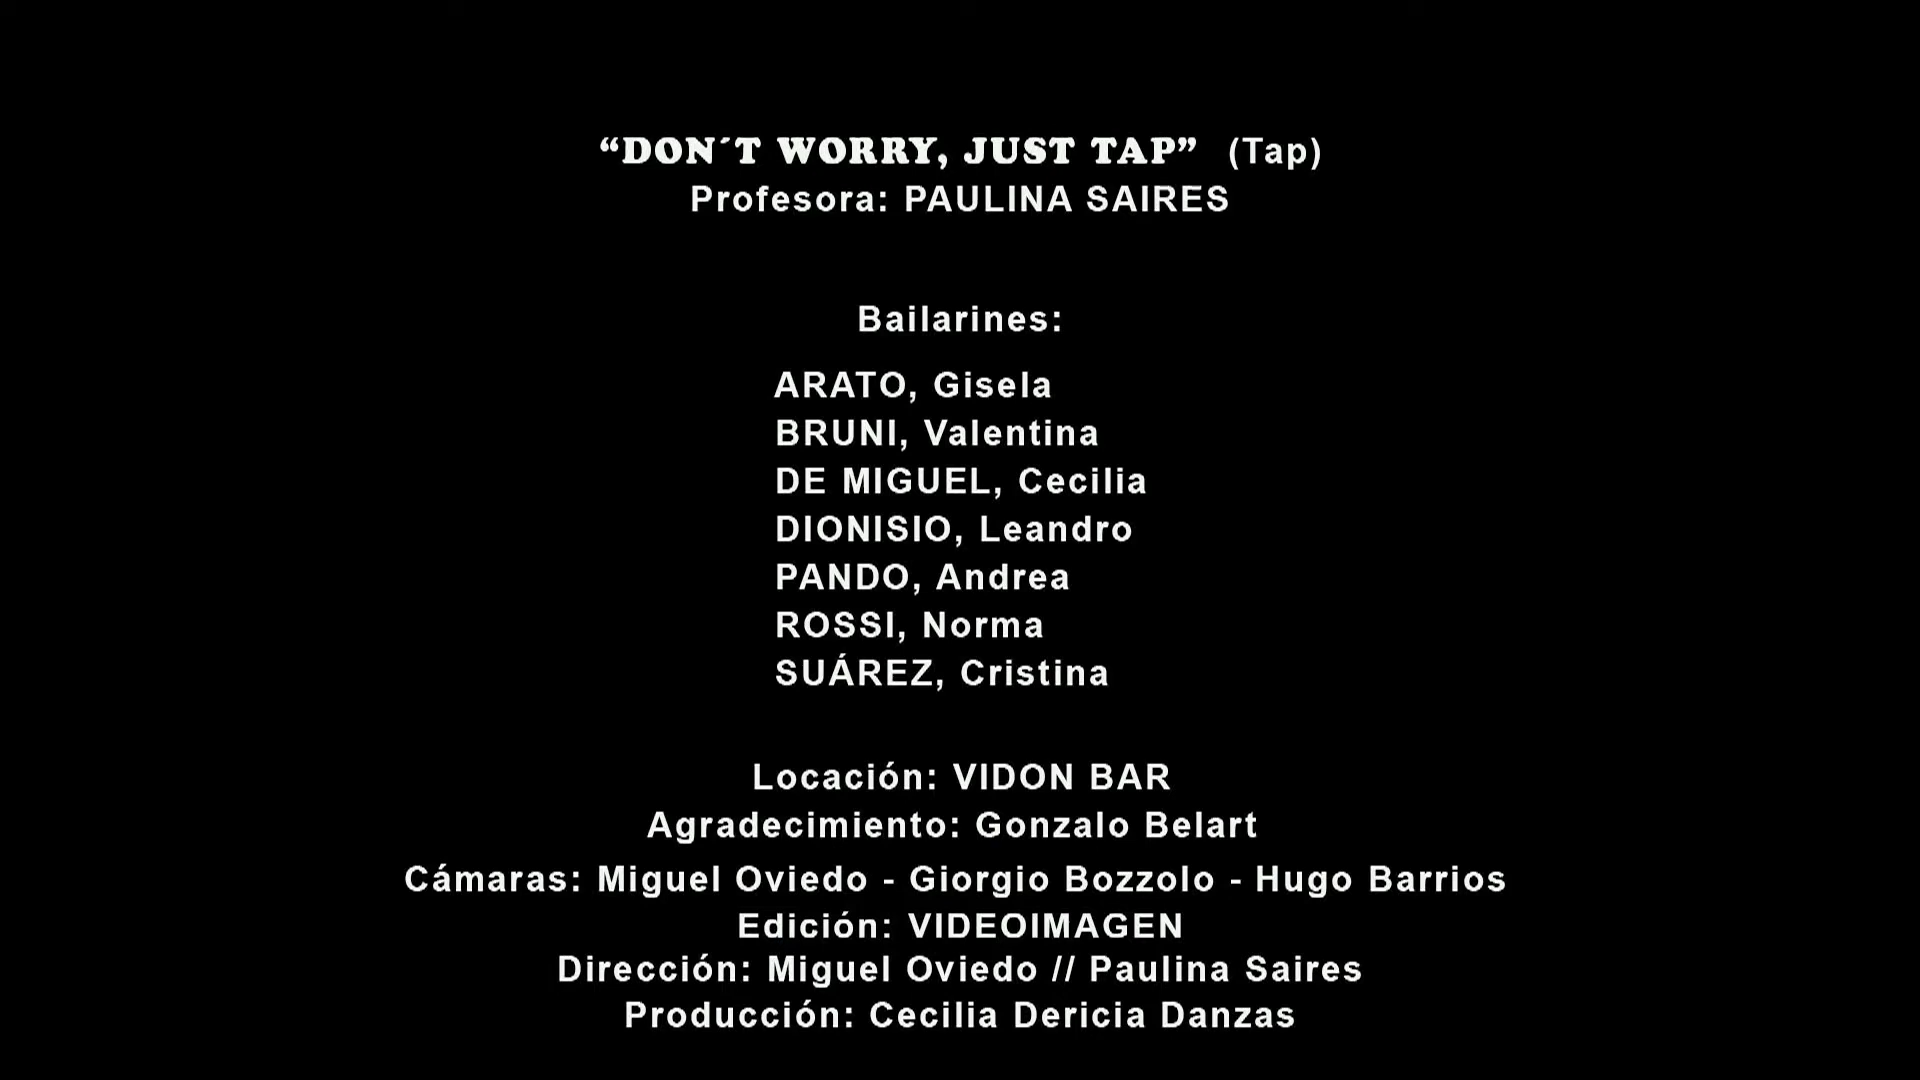 “DON´T WORRY, JUST TAP” (Tap)
Profesora: PAULINA SAIRES
Bailarines:
ARATO, Gisela
BRUNI, Valentina
DE MIGUEL, Cecilia
DIONISIO, Leandro
PANDO, Andrea
ROSSI, Norma
SUÁREZ, Cristina
Locación: VIDON BAR
Agradecimiento: Gonzalo Belart
Cámaras: Miguel Oviedo - Giorgio Bozzolo - Hugo Barrios
Edición: VIDEOIMAGEN
Dirección: Miguel Oviedo // Paulina Saires
Producción: Cecilia Dericia Danzas